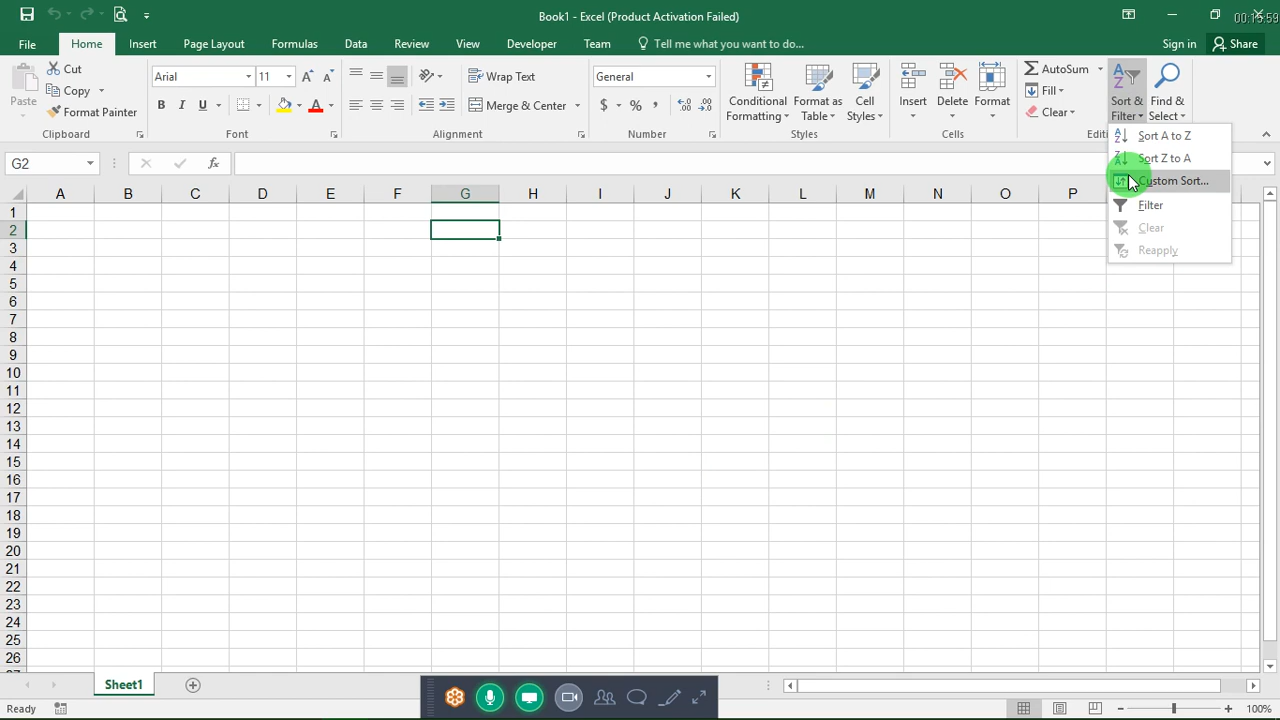 Book1 - Excel (Product Activation Failed)
00:15:59
File Home Insert Page Layout Formulas Data Review View Developer Team Tell me what you want to do... Sign in Share
Paste
Cut
Copy
Format Painter
Clipboard
Arial 11
B I U
Font
Wrap Text
Merge & Center
Alignment
General
$ % ,
Number
Conditional Formatting
Format as Table
Cell Styles
Styles
Insert Delete Format
Cells
AutoSum
Fill
Clear
Sort & Filter
Find & Select
Sort A to Z
Sort Z to A
Custom Sort...
Filter
Clear
Reapply
G2 fx
A B C D E F G H I J K L M N O P
1
2
3
4
5
6
7
8
9
10
11
12
13
14
15
16
17
18
19
20
21
22
23
24
25
26
Sheet1
Ready 100%